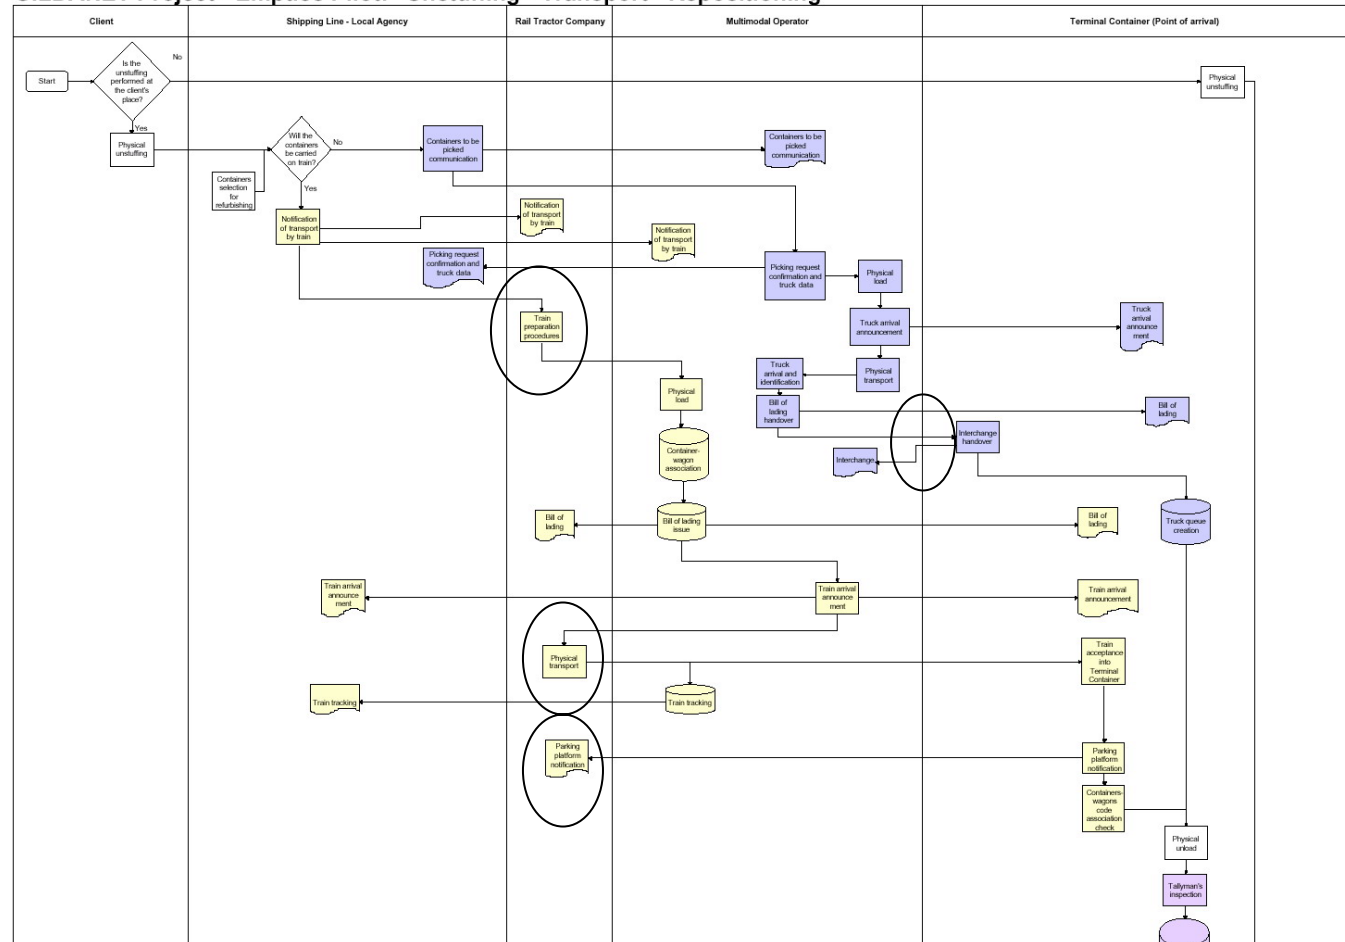 Client
Shipping Line - Local Agency
Rail Tractor Company
Multimodal Operator
Terminal Container (Point of arrival)
Start
Is the
unstuffing
performed at
the client's
place?
No
Yes
Physical
unstuffing
Physical
unstuffing
Will the
containers
be carried
on train?
No
Yes
Containers
selection
for
refurbishing
Containers to be
picked
communication
Containers to be
picked
communication
Notification
of transport
by train
Notification
of transport
by train
Notification
of transport
by train
Picking request
confirmation and
truck data
Picking request
confirmation and
truck data
Physical
load
Train
preparation
procedures
Truck arrival
announcement
Truck
arrival
announce
ment
Truck
arrival and
identification
Physical
transport
Physical
load
Bill of
lading
handover
Bill of
lading
Interchange
handover
Interchange
Container-
wagon
association
Bill of
lading
Bill of lading
issue
Bill of
lading
Truck queue
creation
Train arrival
announce
ment
Train arrival
announce
ment
Train arrival
announcement
Physical
transport
Train
acceptance
into
Terminal
Container
Train tracking
Train tracking
Parking
platform
notification
Parking
platform
notification
Containers-
wagons
code
association
check
Physical
unload
Tallyman's
inspection